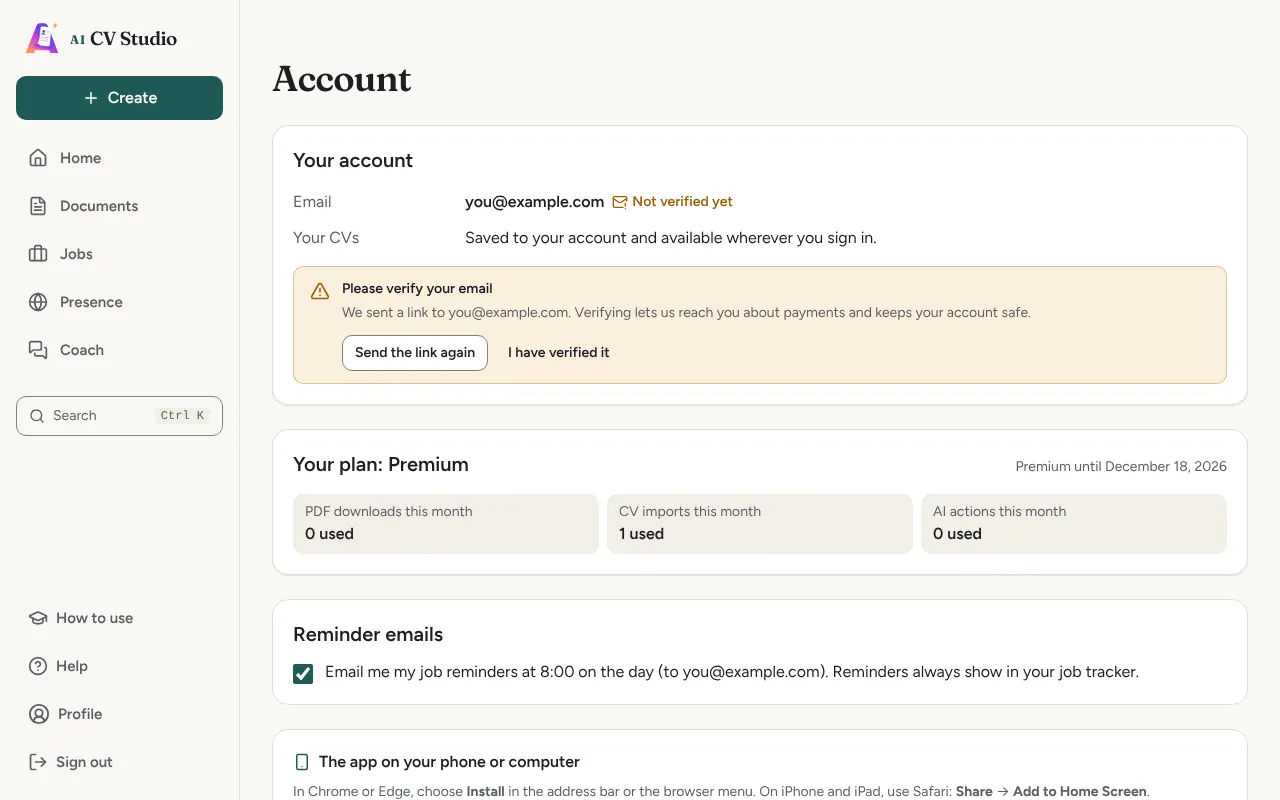 AI CV Studio
Create
Home
Documents
Jobs
Presence
Coach
Search Ctrl K
How to use
Help
Profile
Sign out
Account
Your account
Email you@example.com Not verified yet
Your CVs Saved to your account and available wherever you sign in.
Please verify your email
We sent a link to you@example.com. Verifying lets us reach you about payments and keeps your account safe.
Send the link again I have verified it
Your plan: Premium Premium until December 18, 2026
PDF downloads this month
0 used
CV imports this month
1 used
AI actions this month
0 used
Reminder emails
Email me my job reminders at 8:00 on the day (to you@example.com). Reminders always show in your job tracker.
The app on your phone or computer
In Chrome or Edge, choose Install in the address bar or the browser menu. On iPhone and iPad, use Safari: Share → Add to Home Screen.